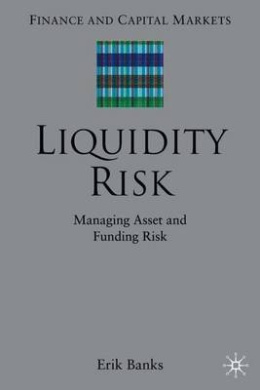 FINANCE AND CAPITAL MARKETS
LIQUIDITY
RISK
Managing Asset and
Funding Risk
Erik Banks